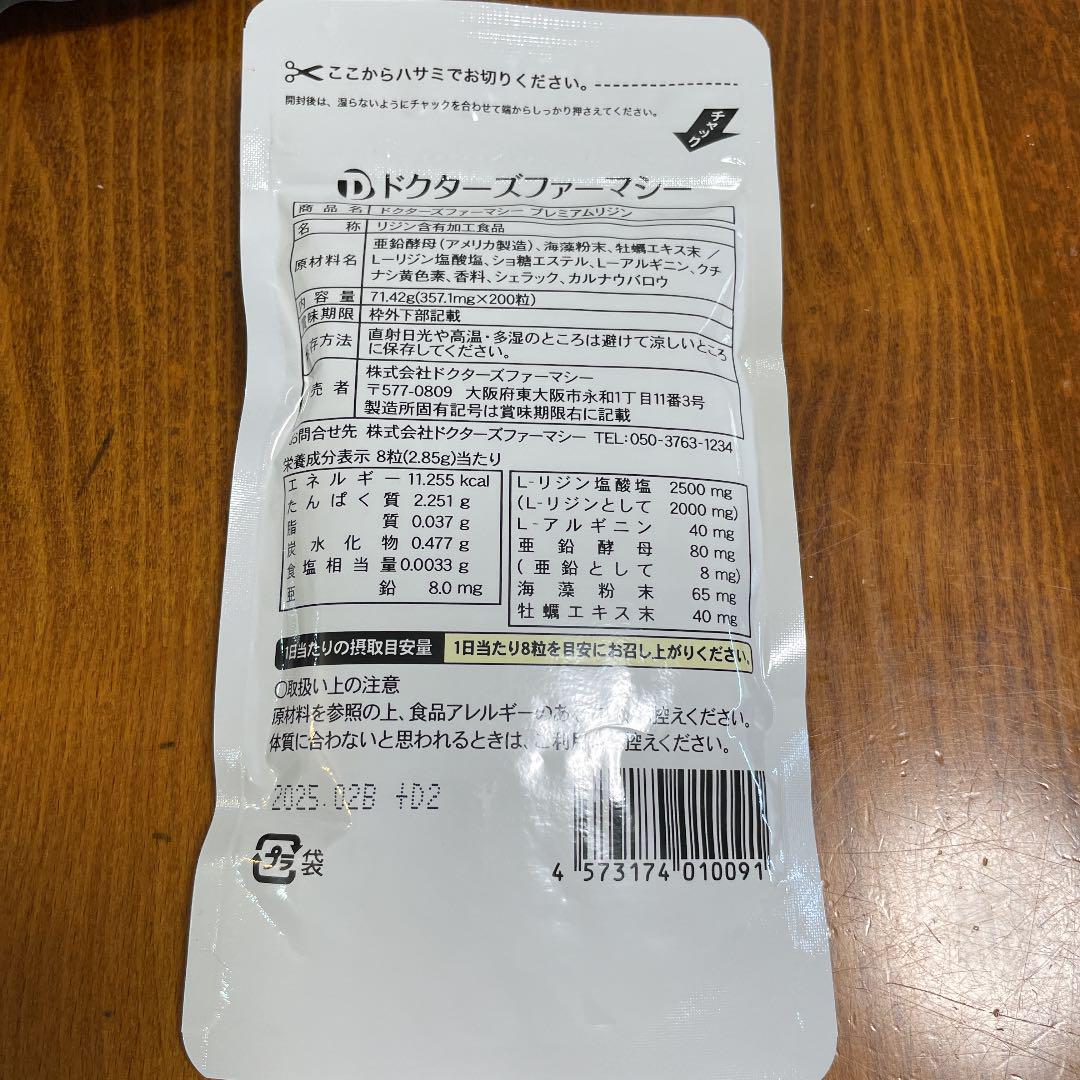 ここからハサミでお切りください。
開封後は、湿らないようにチャックを合わせて端からしっかり押さえてください。
チャック
ドクターズファーマシー
商品名 ドクターズファーマシー プレミアムリジン
名称 リジン含有加工食品
原材料名 亜鉛酵母(アメリカ製造)、海藻粉末、牡蠣エキス末/
L-リジン塩酸塩、ショ糖エステル、L-アルギニン、クチ
ナシ黄色素、香料、シェラック、カルナウバロウ
内容量 71.42g(357.1mg×200粒)
賞味期限 枠外下部記載
保存方法 直射日光や高温・多湿のところは避けて涼しいところ
に保存してください。
売者 株式会社ドクターズファーマシー
〒577-0809 大阪府東大阪市永和1丁目11番3号
製造所固有記号は賞味期限右に記載
お問合せ先 株式会社ドクターズファーマシー TEL:050-3763-1234
栄養成分表示 8粒(2.85g)当たり
エネルギー 11.255 kcal
たんぱく質 2.251 g
脂質 0.037 g
炭水化物 0.477 g
食塩相当量 0.0033 g
亜鉛 8.0 mg
L-リジン塩酸塩 2500 mg
(L-リジンとして 2000 mg)
L-アルギニン 40 mg
亜鉛酵母 80 mg
(亜鉛として 8 mg)
海藻粉末 65 mg
牡蠣エキス末 40 mg
1日当たりの摂取目安量 1日当たり8粒を目安にお召し上がりください。
○取扱い上の注意
原材料を参照の上、食品アレルギーのあ 控えください。
体質に合わないと思われるときは、ご利用 控えください。
2025.02B +D2
プラ 袋
4 573174 010091